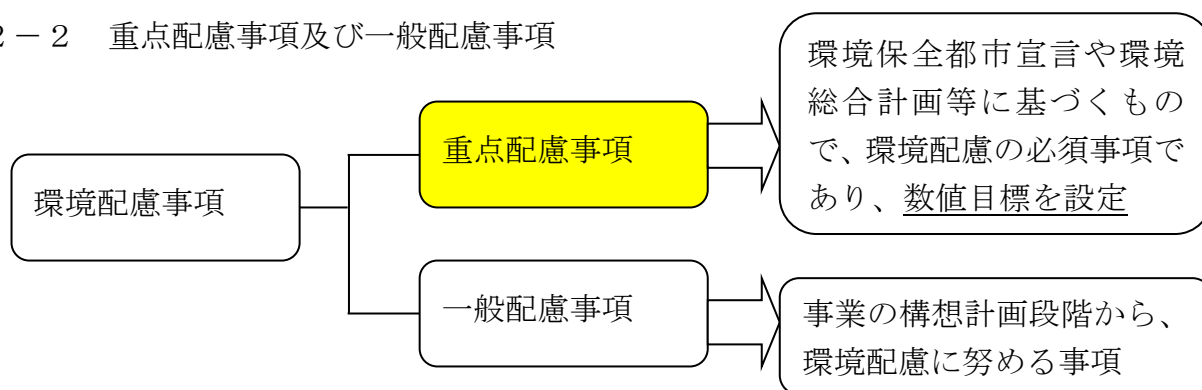 2－2　重点配慮事項及び一般配慮事項
環境配慮事項
重点配慮事項
環境保全都市宣言や環境
総合計画等に基づくもの
で、環境配慮の必須事項で
あり、数値目標を設定
一般配慮事項
事業の構想計画段階から、
環境配慮に努める事項